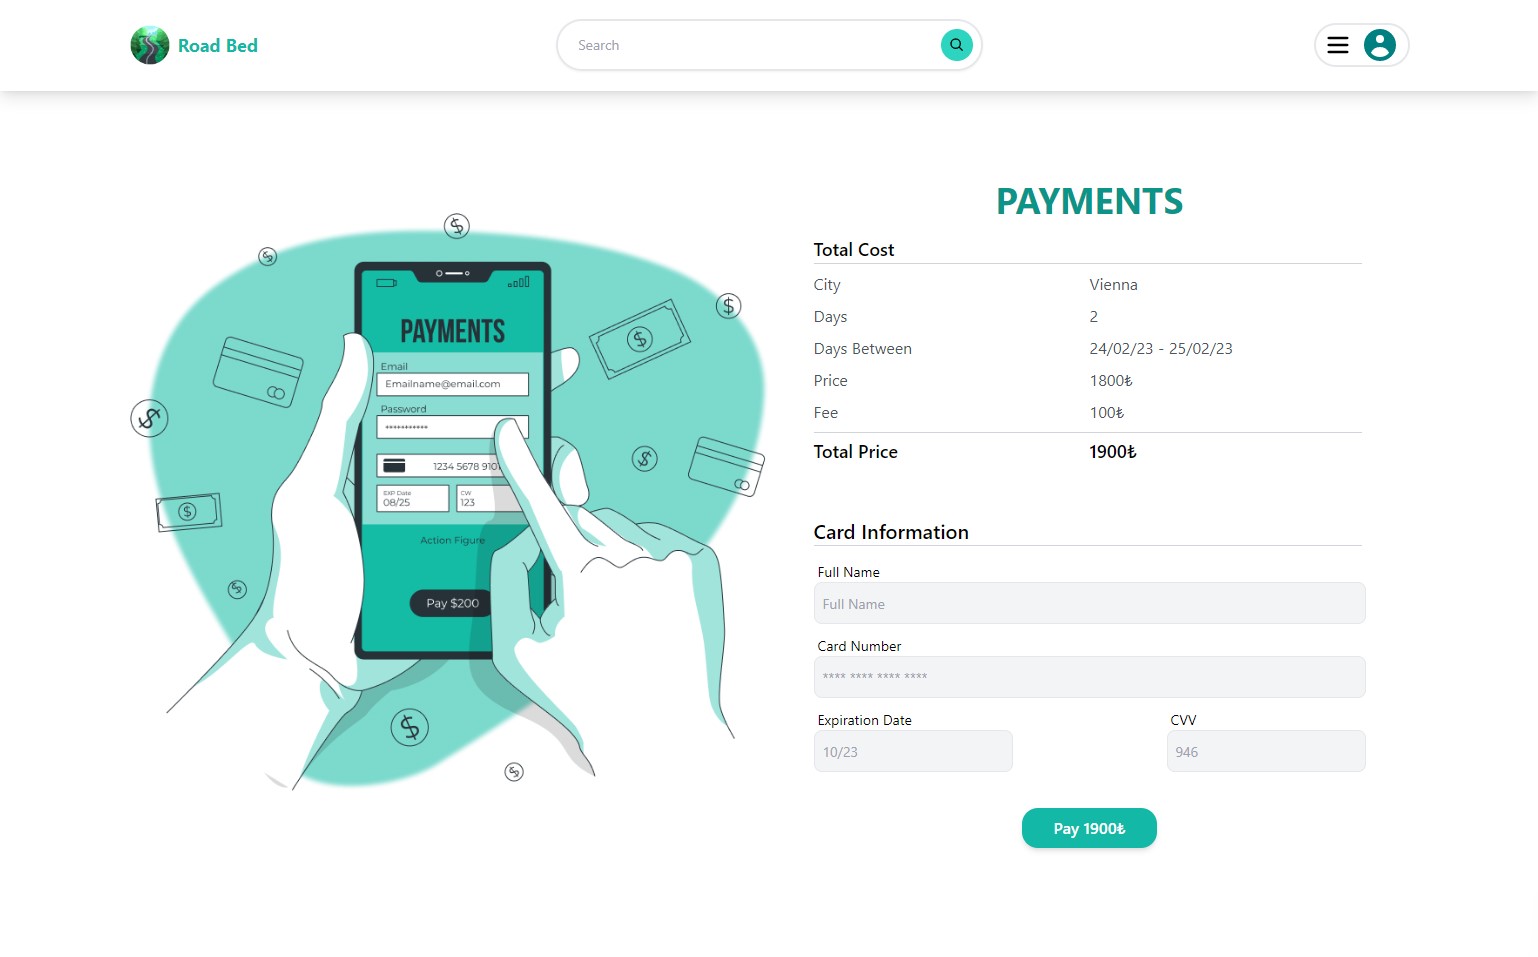 Road Bed
Search
PAYMENTS
Email
Emailname@email.com
Password
***********
1234 5678 9101
EXP Date
CW
08/25
123
Action Figure
Pay $200
PAYMENTS
Total Cost
City Vienna
Days 2
Days Between 24/02/23 - 25/02/23
Price 1800₺
Fee 100₺
Total Price 1900₺
Card Information
Full Name
Full Name
Card Number
**** **** **** ****
Expiration Date CVV
10/23 946
Pay 1900₺